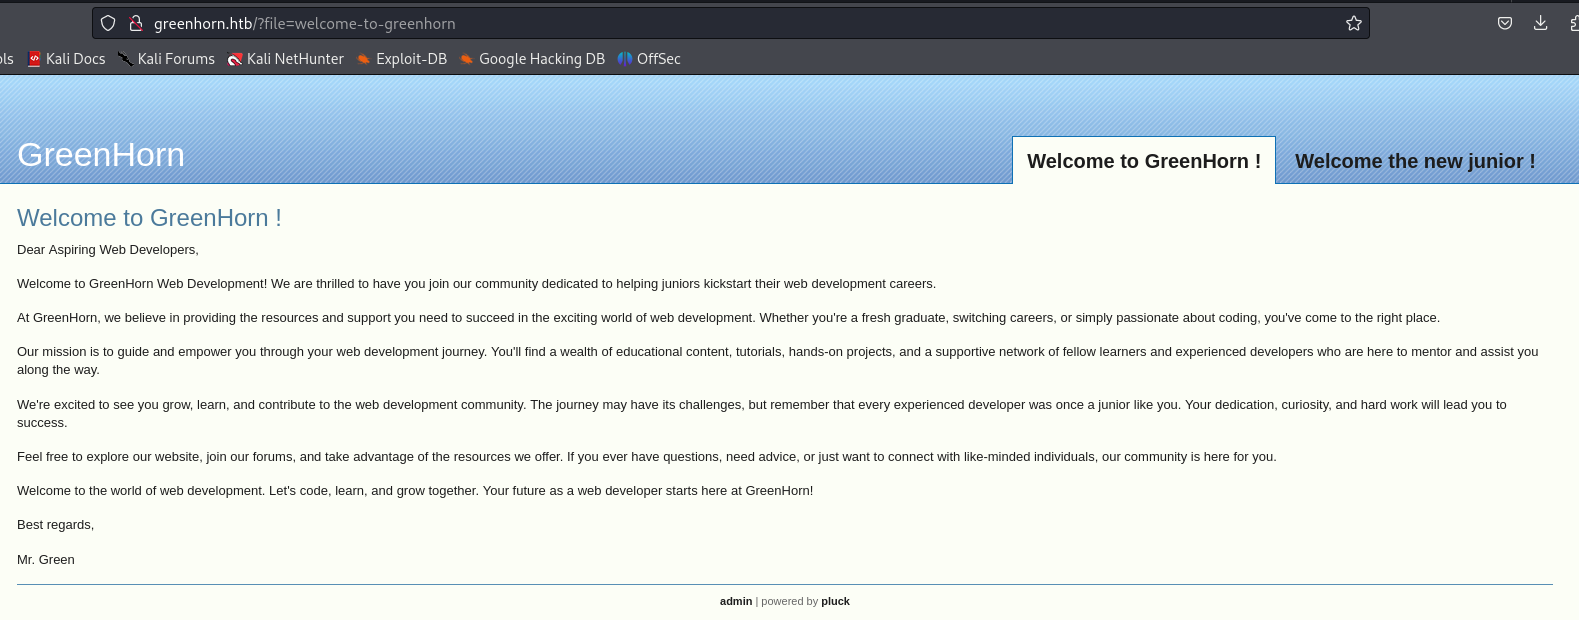 greenhorn.htb/?file=welcome-to-greenhorn
Kali Docs Kali Forums Kali NetHunter Exploit-DB Google Hacking DB OffSec
GreenHorn
Welcome to GreenHorn ! Welcome the new junior !
Welcome to GreenHorn !
Dear Aspiring Web Developers,
Welcome to GreenHorn Web Development! We are thrilled to have you join our community dedicated to helping juniors kickstart their web development careers.
At GreenHorn, we believe in providing the resources and support you need to succeed in the exciting world of web development. Whether you're a fresh graduate, switching careers, or simply passionate about coding, you've come to the right place.
Our mission is to guide and empower you through your web development journey. You'll find a wealth of educational content, tutorials, hands-on projects, and a supportive network of fellow learners and experienced developers who are here to mentor and assist you
along the way.
We're excited to see you grow, learn, and contribute to the web development community. The journey may have its challenges, but remember that every experienced developer was once a junior like you. Your dedication, curiosity, and hard work will lead you to
success.
Feel free to explore our website, join our forums, and take advantage of the resources we offer. If you ever have questions, need advice, or just want to connect with like-minded individuals, our community is here for you.
Welcome to the world of web development. Let's code, learn, and grow together. Your future as a web developer starts here at GreenHorn!
Best regards,
Mr. Green
admin | powered by pluck